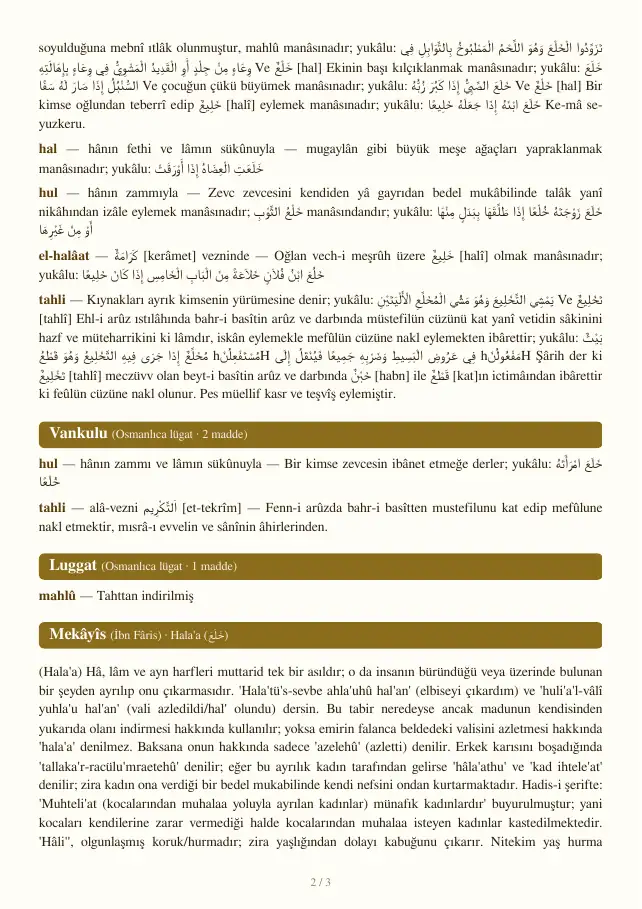 soyulduğuna mebnî ıtlâk olunmuştur, mahlû manâsınadır; yukâlu: تَزَوَّدُوا الْخَلْعَ وَهُوَ اللَّحْمُ الْمَطْبُوخُ بِالتَّوَابِلِ فِي
وِعَاءٍ مِنْ جِلْدٍ أَوِ الْقَدِيدُ الْمَشْوِيُّ فِي وِعَاءٍ بِإِهَالَتِهِ Ve خَلْعٌ [hal] Ekinin başı kılçıklanmak manâsınadır; yukâlu: خَلَعَ
السُّنْبُلُ إِذَا صَارَ لَهُ سَفًا Ve çocuğun çükü büyümek manâsınadır; yukâlu: خَلَعَ الصَّبِيُّ إِذَا كَبُرَ زُبُّهُ Ve خَلْعٌ [hal] Bir
kimse oğlundan teberrî edip خَلِيعٌ [halî] eylemek manâsınadır; yukâlu: خَلَعَ ابْنَهُ إِذَا جَعَلَهُ خَلِيعًا Ke-mâ se-
yuzkeru.
hal — hânın fethi ve lâmın sükûnuyla — mugaylân gibi büyük meşe ağaçları yapraklanmak
manâsınadır; yukâlu: خَلَعَتِ الْعِضَاهُ إِذَا أَوْرَقَتْ
hul — hânın zammıyla — Zevc zevcesini kendiden yâ gayrıdan bedel mukâbilinde talâk yanî
nikâhından izâle eylemek manâsınadır; خَلْعُ الثَّوْبِ manâsındandır; yukâlu: خَلَعَ زَوْجَتَهُ خُلْعًا إِذَا طَلَّقَهَا بِبَدَلٍ مِنْهَا
أَوْ مِنْ غَيْرِهَا
el-halâat — كَرَامَةٌ [kerâmet] vezninde — Oğlan vech-i meşrûh üzere خَلِيعٌ [halî] olmak manâsınadır;
yukâlu: خَلُعَ ابْنُ فُلَانٍ خَلَاعَةً مِنَ الْبَابِ الْخَامِسِ إِذَا كَانَ خَلِيعًا
tahli — Kıynakları ayrık kimsenin yürümesine denir; yukâlu: يَمْشِي التَّخْلِيعَ وَهُوَ مَشْيُ الْمُخَلَّعِ الْأَلْيَتَيْنِ Ve تَخْلِيعٌ
[tahlî] Ehl-i arûz ıstılâhında bahr-i basîtin arûz ve darbında müstefilün cüzünü kat yanî vetidin sâkinini
hazf ve müteharrikini ki lâmdır, iskân eylemekle mefûlün cüzüne nakl eylemekten ibârettir; yukâlu: بَيْتٌ
مُخَلَّعٌ إِذَا جَرَى فِيهِ التَّخْلِيعُ وَهُوَ قَطْعُ hمُسْتَفْعِلُنْH فِي عَرُوضِ الْبَسِيطِ وَضَرْبِهِ جَمِيعًا فَيُنْقَلُ إِلَى hمَفْعُولُنْH Şârih der ki
تَخْلِيعٌ [tahlî] meczüvv olan beyt-i basîtin arûz ve darbında خَبْنٌ [habn] ile قَطْعٌ [kat]ın ictimâından ibârettir
ki feûlün cüzüne nakl olunur. Pes müellif kasr ve teşvîş eylemiştir.
Vankulu (Osmanlıca lügat · 2 madde)
hul — hânın zammı ve lâmın sükûnuyla — Bir kimse zevcesin ibânet etmeğe derler; yukâlu: خَلَعَ امْرَأَتَهُ
خُلْعًا
tahli — alâ-vezni اَلتَّكْرِيم [et-tekrîm] — Fenn-i arûzda bahr-i basîtten mustefilunu kat edip mefûlune
nakl etmektir, mısrâ-ı evvelin ve sânînin âhirlerinden.
Luggat (Osmanlıca lügat · 1 madde)
mahlû — Tahttan indirilmiş
Mekâyîs (İbn Fâris) · Hala'a (خَلَعَ)
(Hala'a) Hâ, lâm ve ayn harfleri muttarid tek bir asıldır; o da insanın büründüğü veya üzerinde bulunan
bir şeyden ayrılıp onu çıkarmasıdır. 'Hala'tü's-sevbe ahla'uhû hal'an' (elbiseyi çıkardım) ve 'huli'a'l-vâlî
yuhla'u hal'an' (vali azledildi/hal' olundu) dersin. Bu tabir neredeyse ancak madunun kendisinden
yukarıda olanı indirmesi hakkında kullanılır; yoksa emirin falanca beldedeki valisini azletmesi hakkında
'hala'a' denilmez. Baksana onun hakkında sadece 'azelehû' (azletti) denilir. Erkek karısını boşadığında
'tallaka'r-racülu'mraetehû' denilir; eğer bu ayrılık kadın tarafından gelirse 'hâla'athu' ve 'kad ihtele'at'
denilir; zira kadın ona verdiği bir bedel mukabilinde kendi nefsini ondan kurtarmaktadır. Hadis-i şerifte:
'Muhteli'at (kocalarından muhalaa yoluyla ayrılan kadınlar) münafık kadınlardır' buyurulmuştur; yani
kocaları kendilerine zarar vermediği halde kocalarından muhalaa isteyen kadınlar kastedilmektedir.
'Hâli'', olgunlaşmış koruk/hurmadır; zira yaşlığından dolayı kabuğunu çıkarır. Nitekim yaş hurma
2 / 3